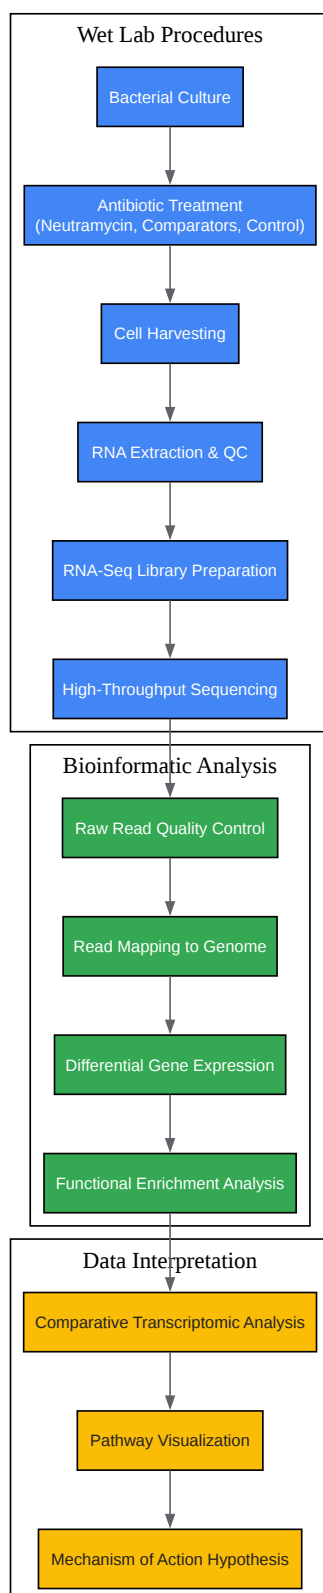 Wet Lab Procedures
Bacterial Culture
Antibiotic Treatment
(Neutramycin, Comparators, Control)
Cell Harvesting
RNA Extraction & QC
RNA-Seq Library Preparation
High-Throughput Sequencing
Bioinformatic Analysis
Raw Read Quality Control
Read Mapping to Genome
Differential Gene Expression
Functional Enrichment Analysis
Data Interpretation
Comparative Transcriptomic Analysis
Pathway Visualization
Mechanism of Action Hypothesis